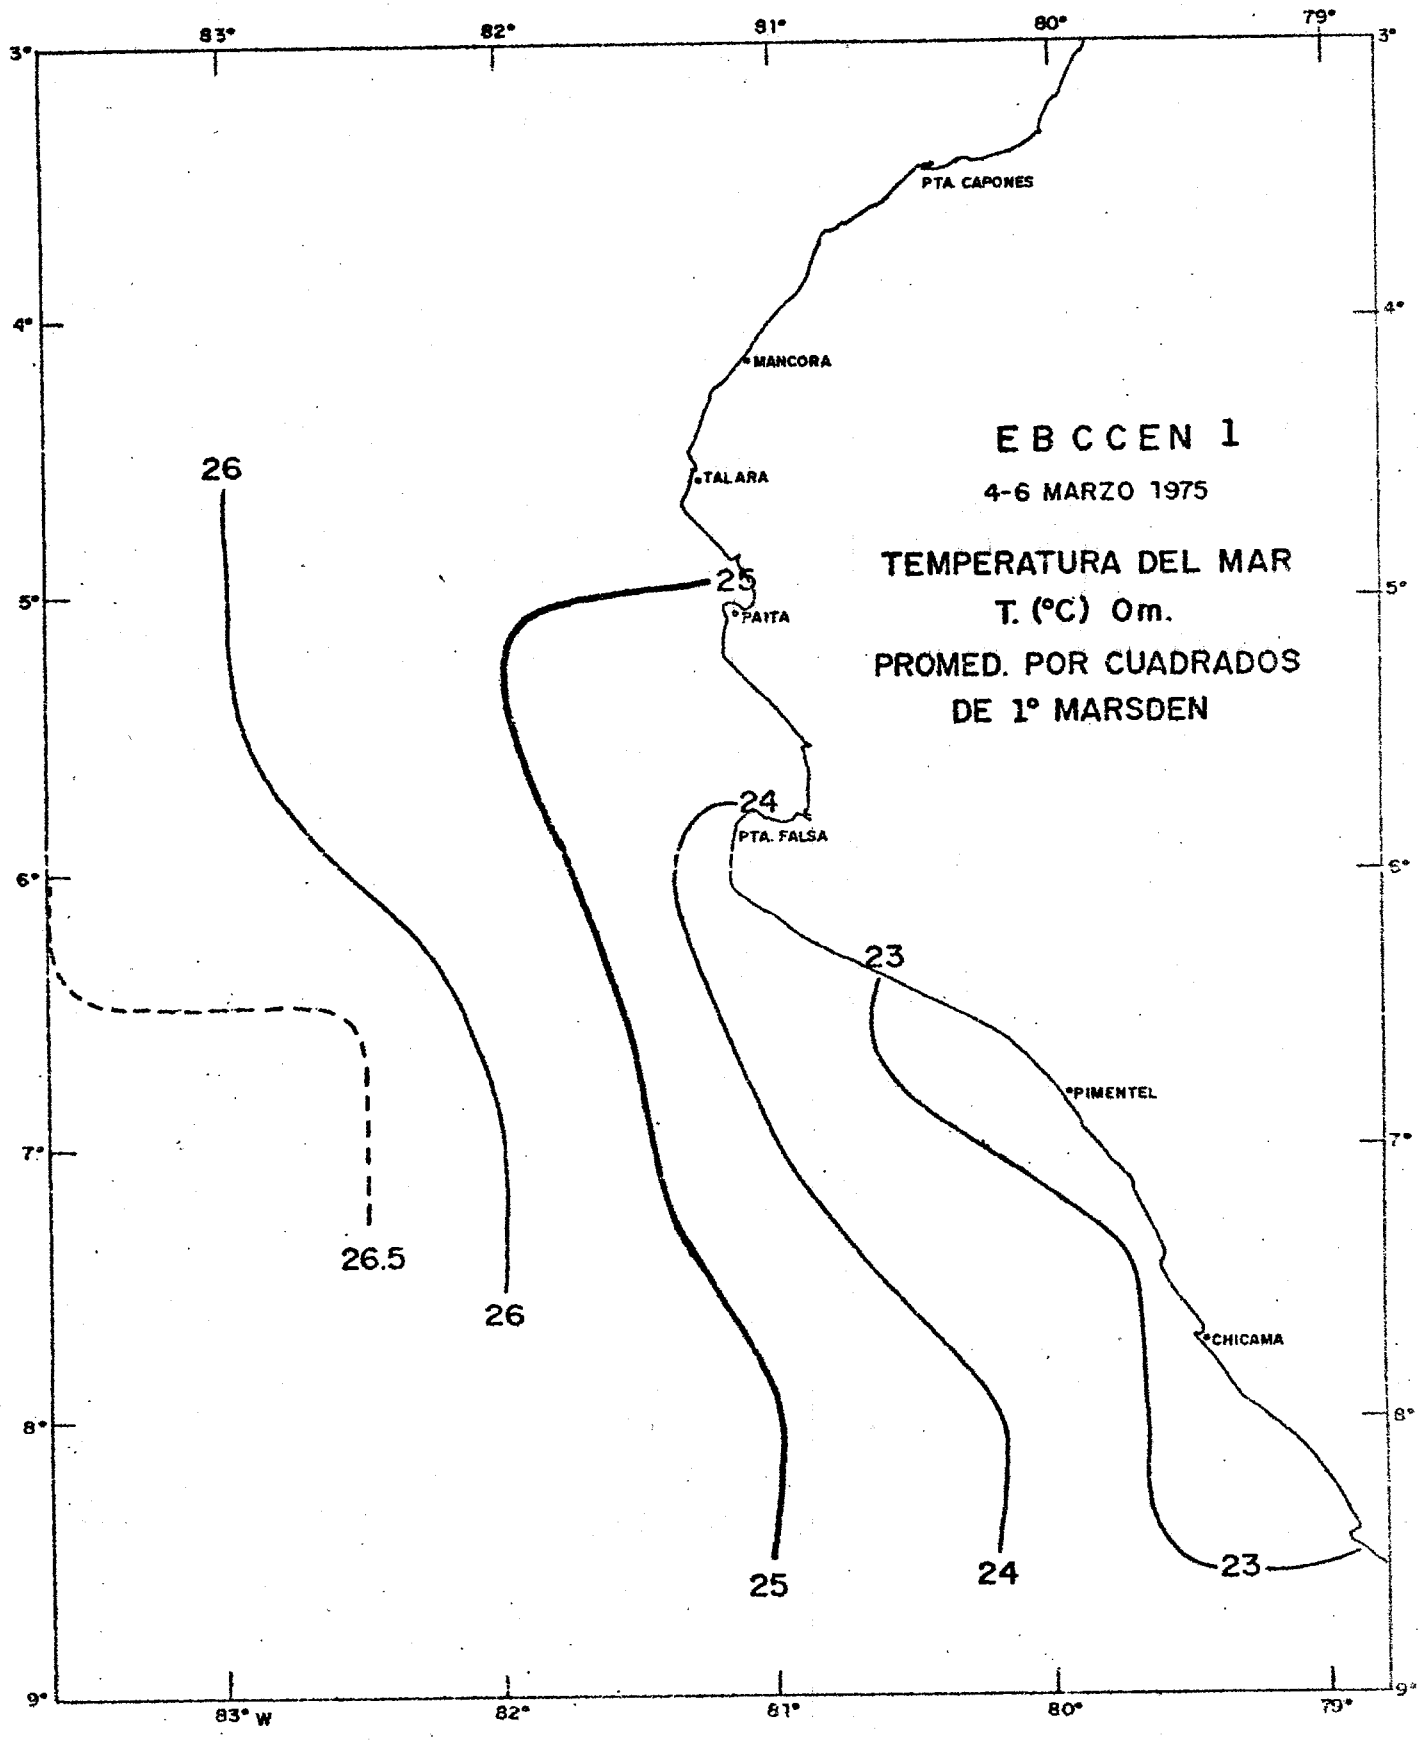 83° 82° 81° 80° 79°
3° 3°
PTA. CAPONES
4° 4°
MANCORA
EBCCEN 1
26
TALARA
4-6 MARZO 1975
TEMPERATURA DEL MAR
25
5° 5°
T. (°C) 0m.
PAITA
PROMED. POR CUADRADOS
DE 1° MARSDEN
24
PTA. FALSA
6° 6°
23
PIMENTEL
7° 7°
26.5
26
CHICAMA
8° 8°
23
24
25
9° 9°
83° W 82° 81° 80° 79°